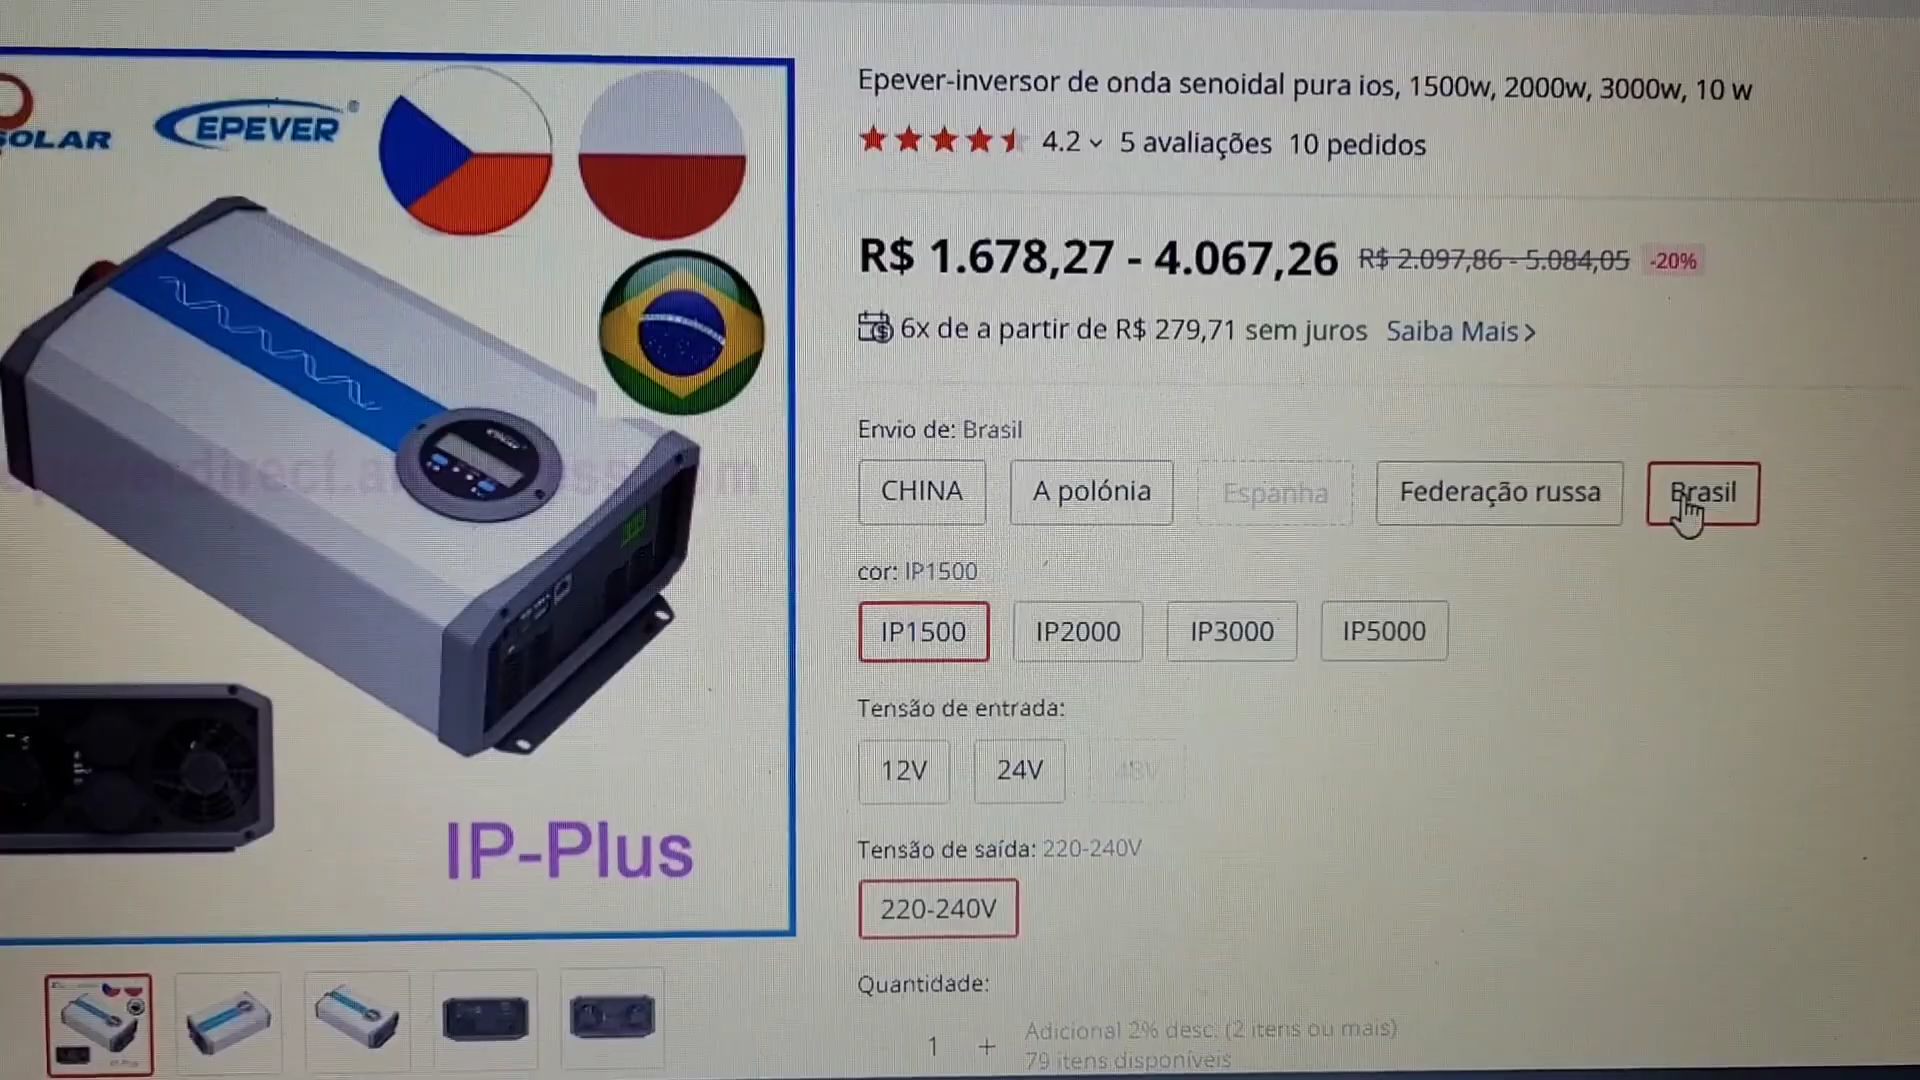 SOLAR
EPEVER
IP-Plus
Epever-inversor de onda senoidal pura ios, 1500w, 2000w, 3000w, 10 w
4.2 5 avaliações 10 pedidos
R$ 1.678,27 - 4.067,26 R$ 2.097,86 - 5.084,05 -20%
6x de a partir de R$ 279,71 sem juros Saiba Mais >
Envio de: Brasil
CHINA A polónia Espanha Federação russa Brasil
cor: IP1500
IP1500 IP2000 IP3000 IP5000
Tensão de entrada:
12V 24V 48V
Tensão de saída: 220-240V
220-240V
Quantidade:
1 + Adicional 2% desc. (2 itens ou mais)
79 itens disponíveis